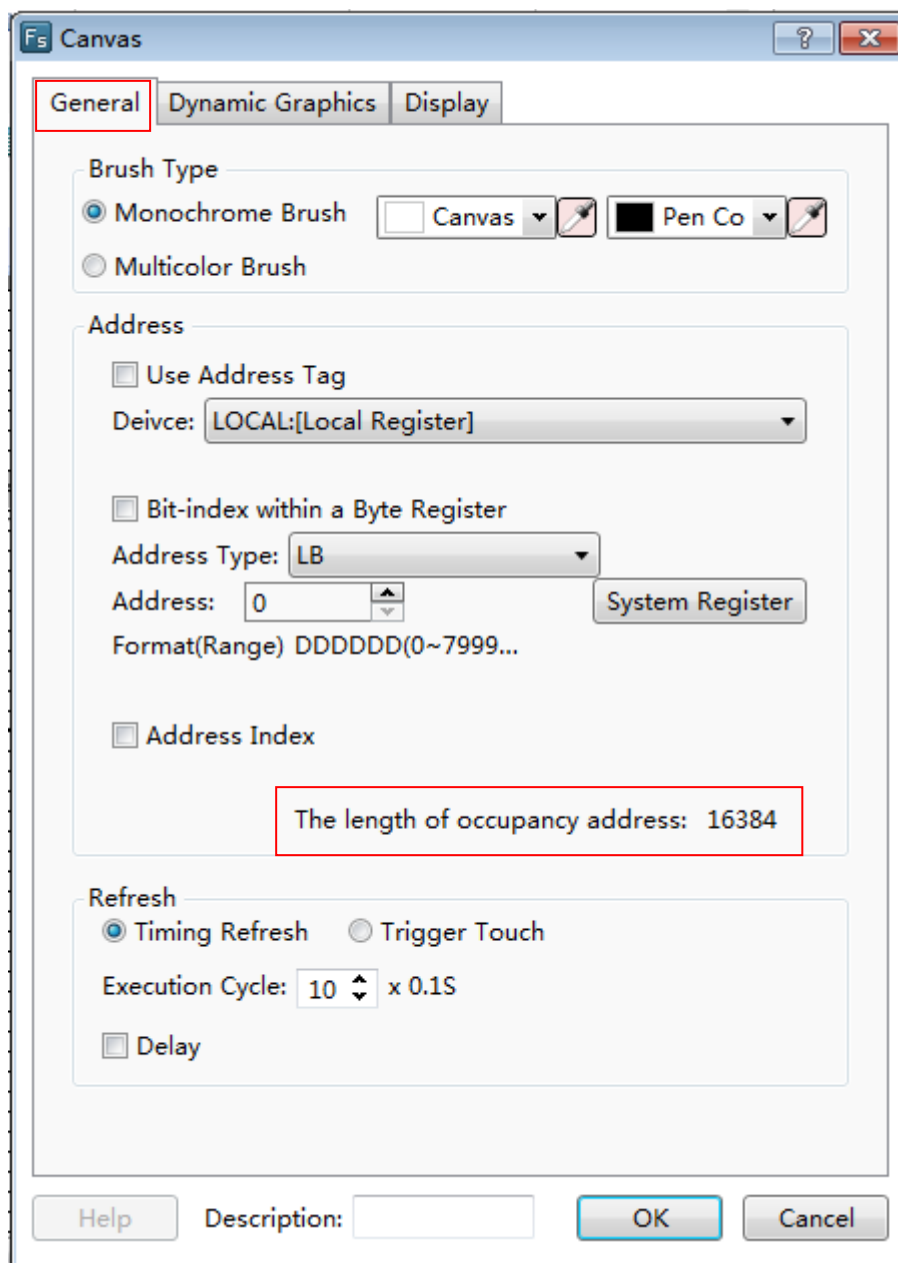 Fs Canvas
General Dynamic Graphics Display
Brush Type
Monochrome Brush Canvas Pen Co
Multicolor Brush
Address
Use Address Tag
Deivce: LOCAL:[Local Register]
Bit-index within a Byte Register
Address Type: LB
Address: 0 System Register
Format(Range) DDDDDD(0~7999...
Address Index
The length of occupancy address: 16384
Refresh
Timing Refresh Trigger Touch
Execution Cycle: 10 x 0.1S
Delay
Help Description: OK Cancel